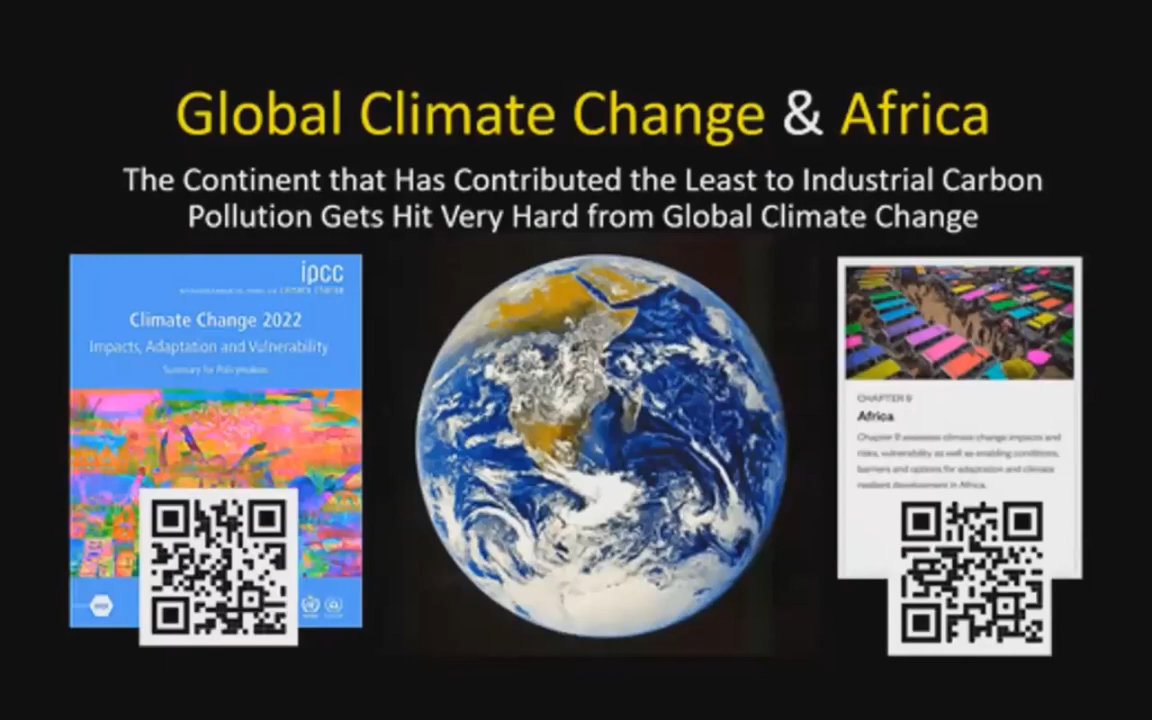 Global Climate Change & Africa
The Continent that Has Contributed the Least to Industrial Carbon
Pollution Gets Hit Very Hard from Global Climate Change
ipcc
climate change
Climate Change 2022
Impacts, Adaptation and Vulnerability
Summary for Policymakers
CHAPTER 9
Africa
Chapter 9 assesses climate change impacts and
risks, vulnerability as well as enabling conditions,
barriers and options for adaptation and climate
resilient development in Africa.